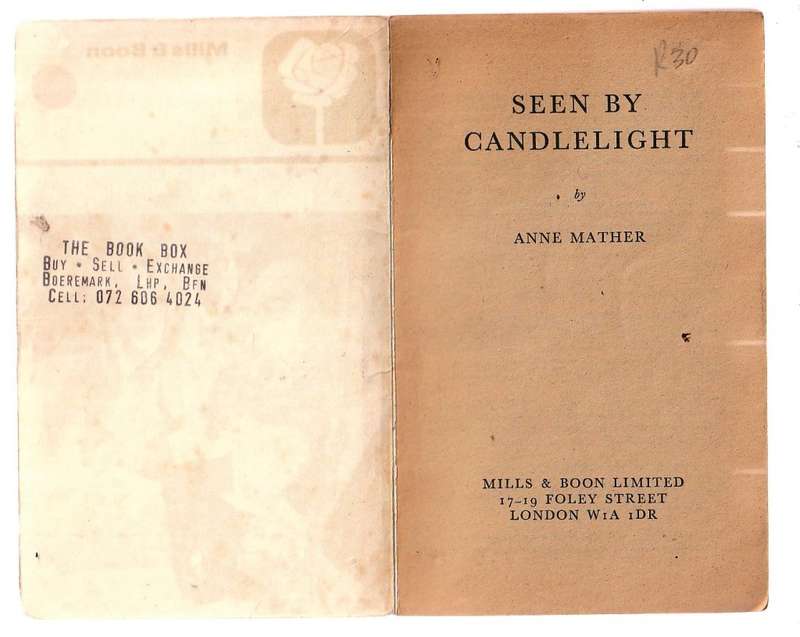 Mills & Boon
THE BOOK BOX
BUY * SELL * EXCHANGE
BOEREMARK, LHP, BFN
CELL: 072 606 4024
R30
SEEN BY
CANDLELIGHT
by
ANNE MATHER
MILLS & BOON LIMITED
17-19 FOLEY STREET
LONDON W1A 1DR